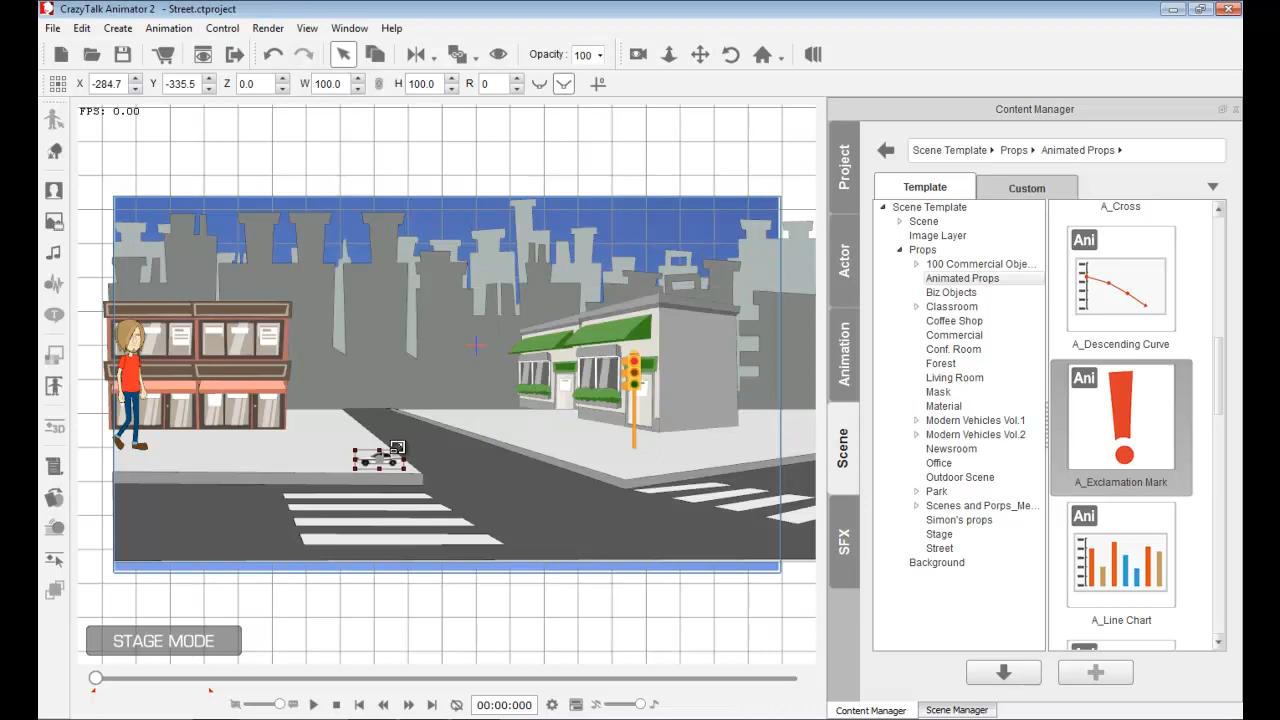 CrazyTalk Animator 2 - Street.ctproject
File Edit Create Animation Control Render View Window Help
Opacity: 100
X -284.7 Y -335.5 Z 0.0 W 100.0 H 100.0 R 0
FPS: 0.00
STAGE MODE
00:00:000
Content Manager
Project
Actor
Animation
Scene
SFX
Scene Template Props Animated Props
Template Custom
Scene Template
Scene
Image Layer
Props
100 Commercial Obje...
Animated Props
Biz Objects
Classroom
Coffee Shop
Commercial
Conf. Room
Forest
Living Room
Mask
Material
Modern Vehicles Vol.1
Modern Vehicles Vol.2
Newsroom
Office
Outdoor Scene
Park
Scenes and Porps_Me...
Simon's props
Stage
Street
Background
A_Cross
Ani
A_Descending Curve
Ani
A_Exclamation Mark
Ani
A_Line Chart
Content Manager Scene Manager